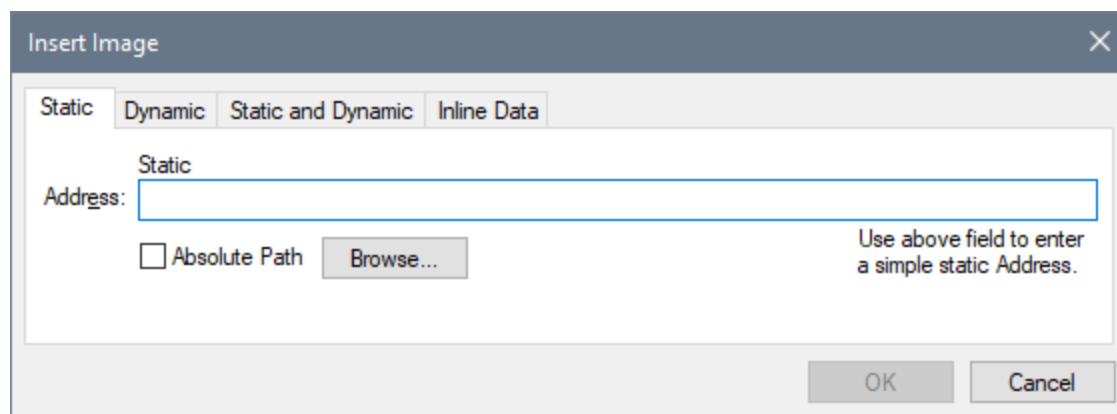 Insert Image
Static Dynamic Static and Dynamic Inline Data
Static
Address:
Absolute Path Browse...
Use above field to enter
a simple static Address.
OK Cancel